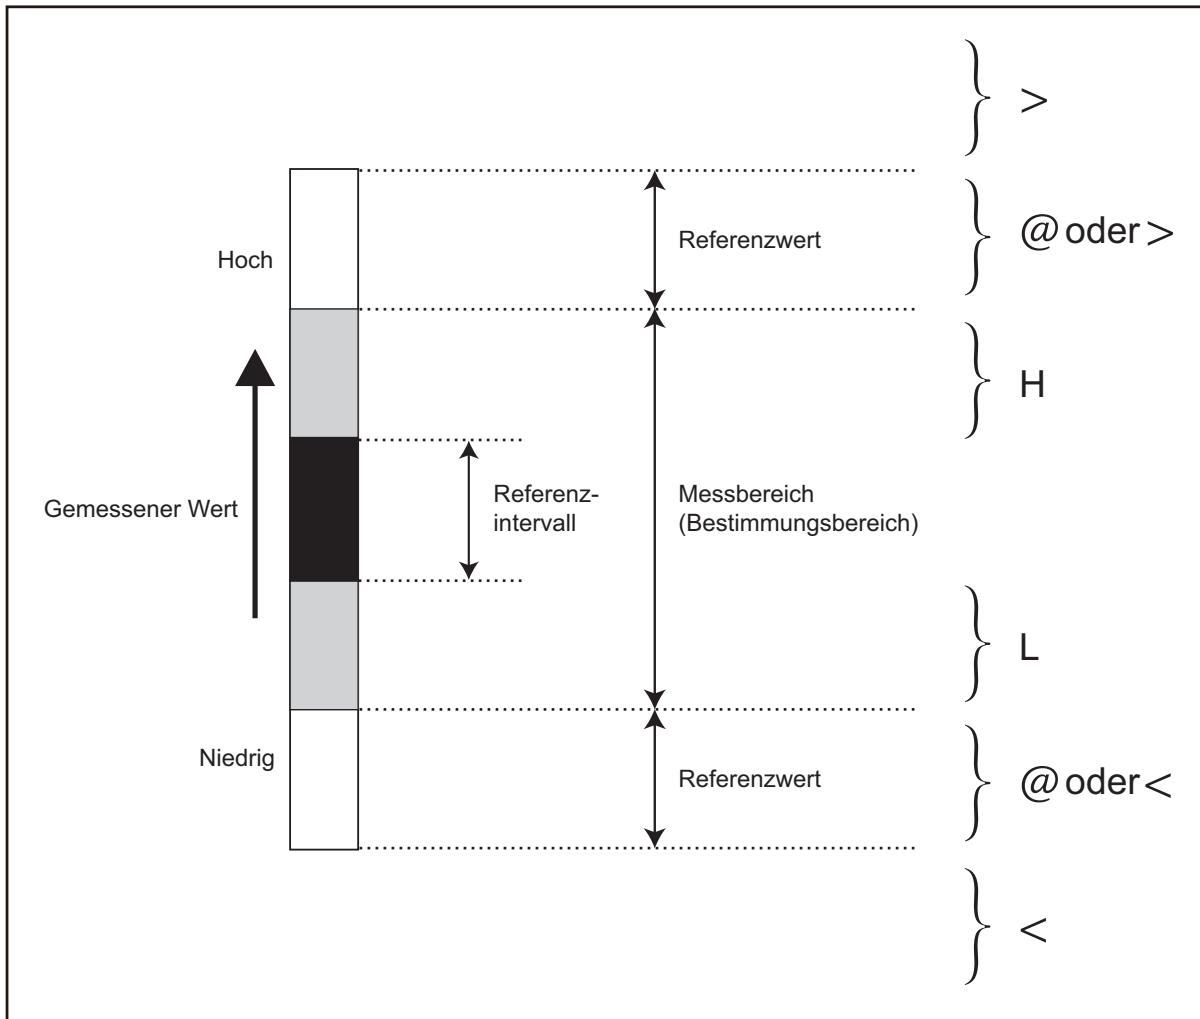 >
@ oder >
Referenzwert
Hoch
H
Gemessener Wert
Referenz-
intervall
Messbereich
(Bestimmungsbereich)
L
Niedrig
Referenzwert
@ oder <
<